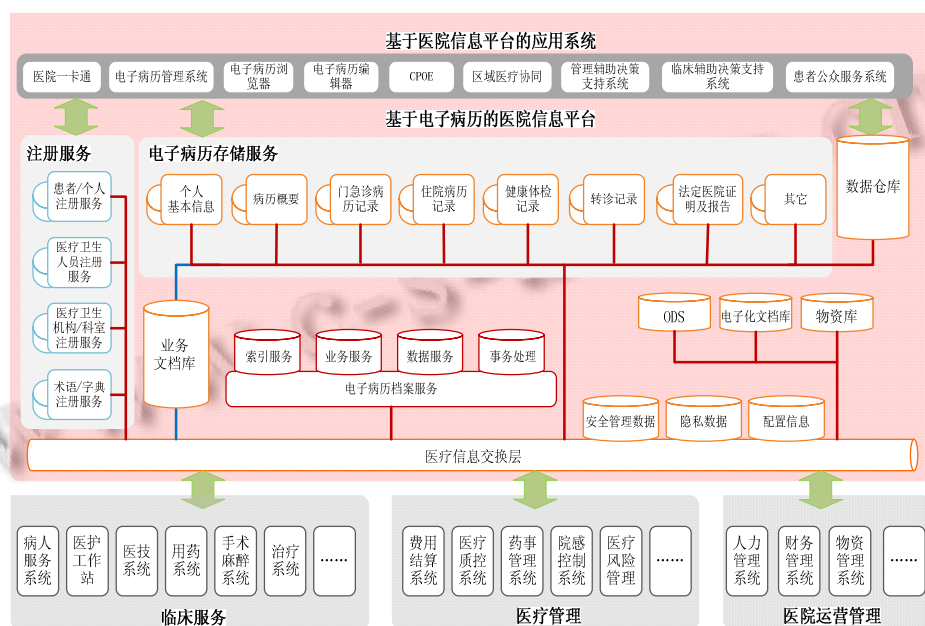 基于医院信息平台的应用系统
医院一卡通
电子病历管理系统
电子病历浏
览器
电子病历编
辑器
CPOE
区域医疗协同
管理辅助决策
支持系统
临床辅助决策支持
系统
患者公众服务系统
基于电子病历的医院信息平台
注册服务
患者/个人
注册服务
医疗卫生
人员注册
服务
医疗卫生
机构/科室
注册服务
术语/字典
注册服务
电子病历存储服务
个人
基本信息
病历概要
门急诊病
历记录
住院病历
记录
健康体检
记录
转诊记录
法定医院证
明及报告
其它
数据仓库
业务
文档库
索引服务
业务服务
数据服务
事务处理
电子病历档案服务
ODS
电子化文档库
物资库
安全管理数据
隐私数据
配置信息
医疗信息交换层
病人
服务
系统
医护
工作
站
医技
系统
用药
系统
手术
麻醉
系统
治疗
系统
……
临床服务
费用
结算
系统
医疗
质控
系统
药事
管理
系统
院感
控制
系统
医疗
风险
管理
……
医疗管理
人力
管理
系统
财务
管理
系统
物资
管理
系统
……
医院运营管理